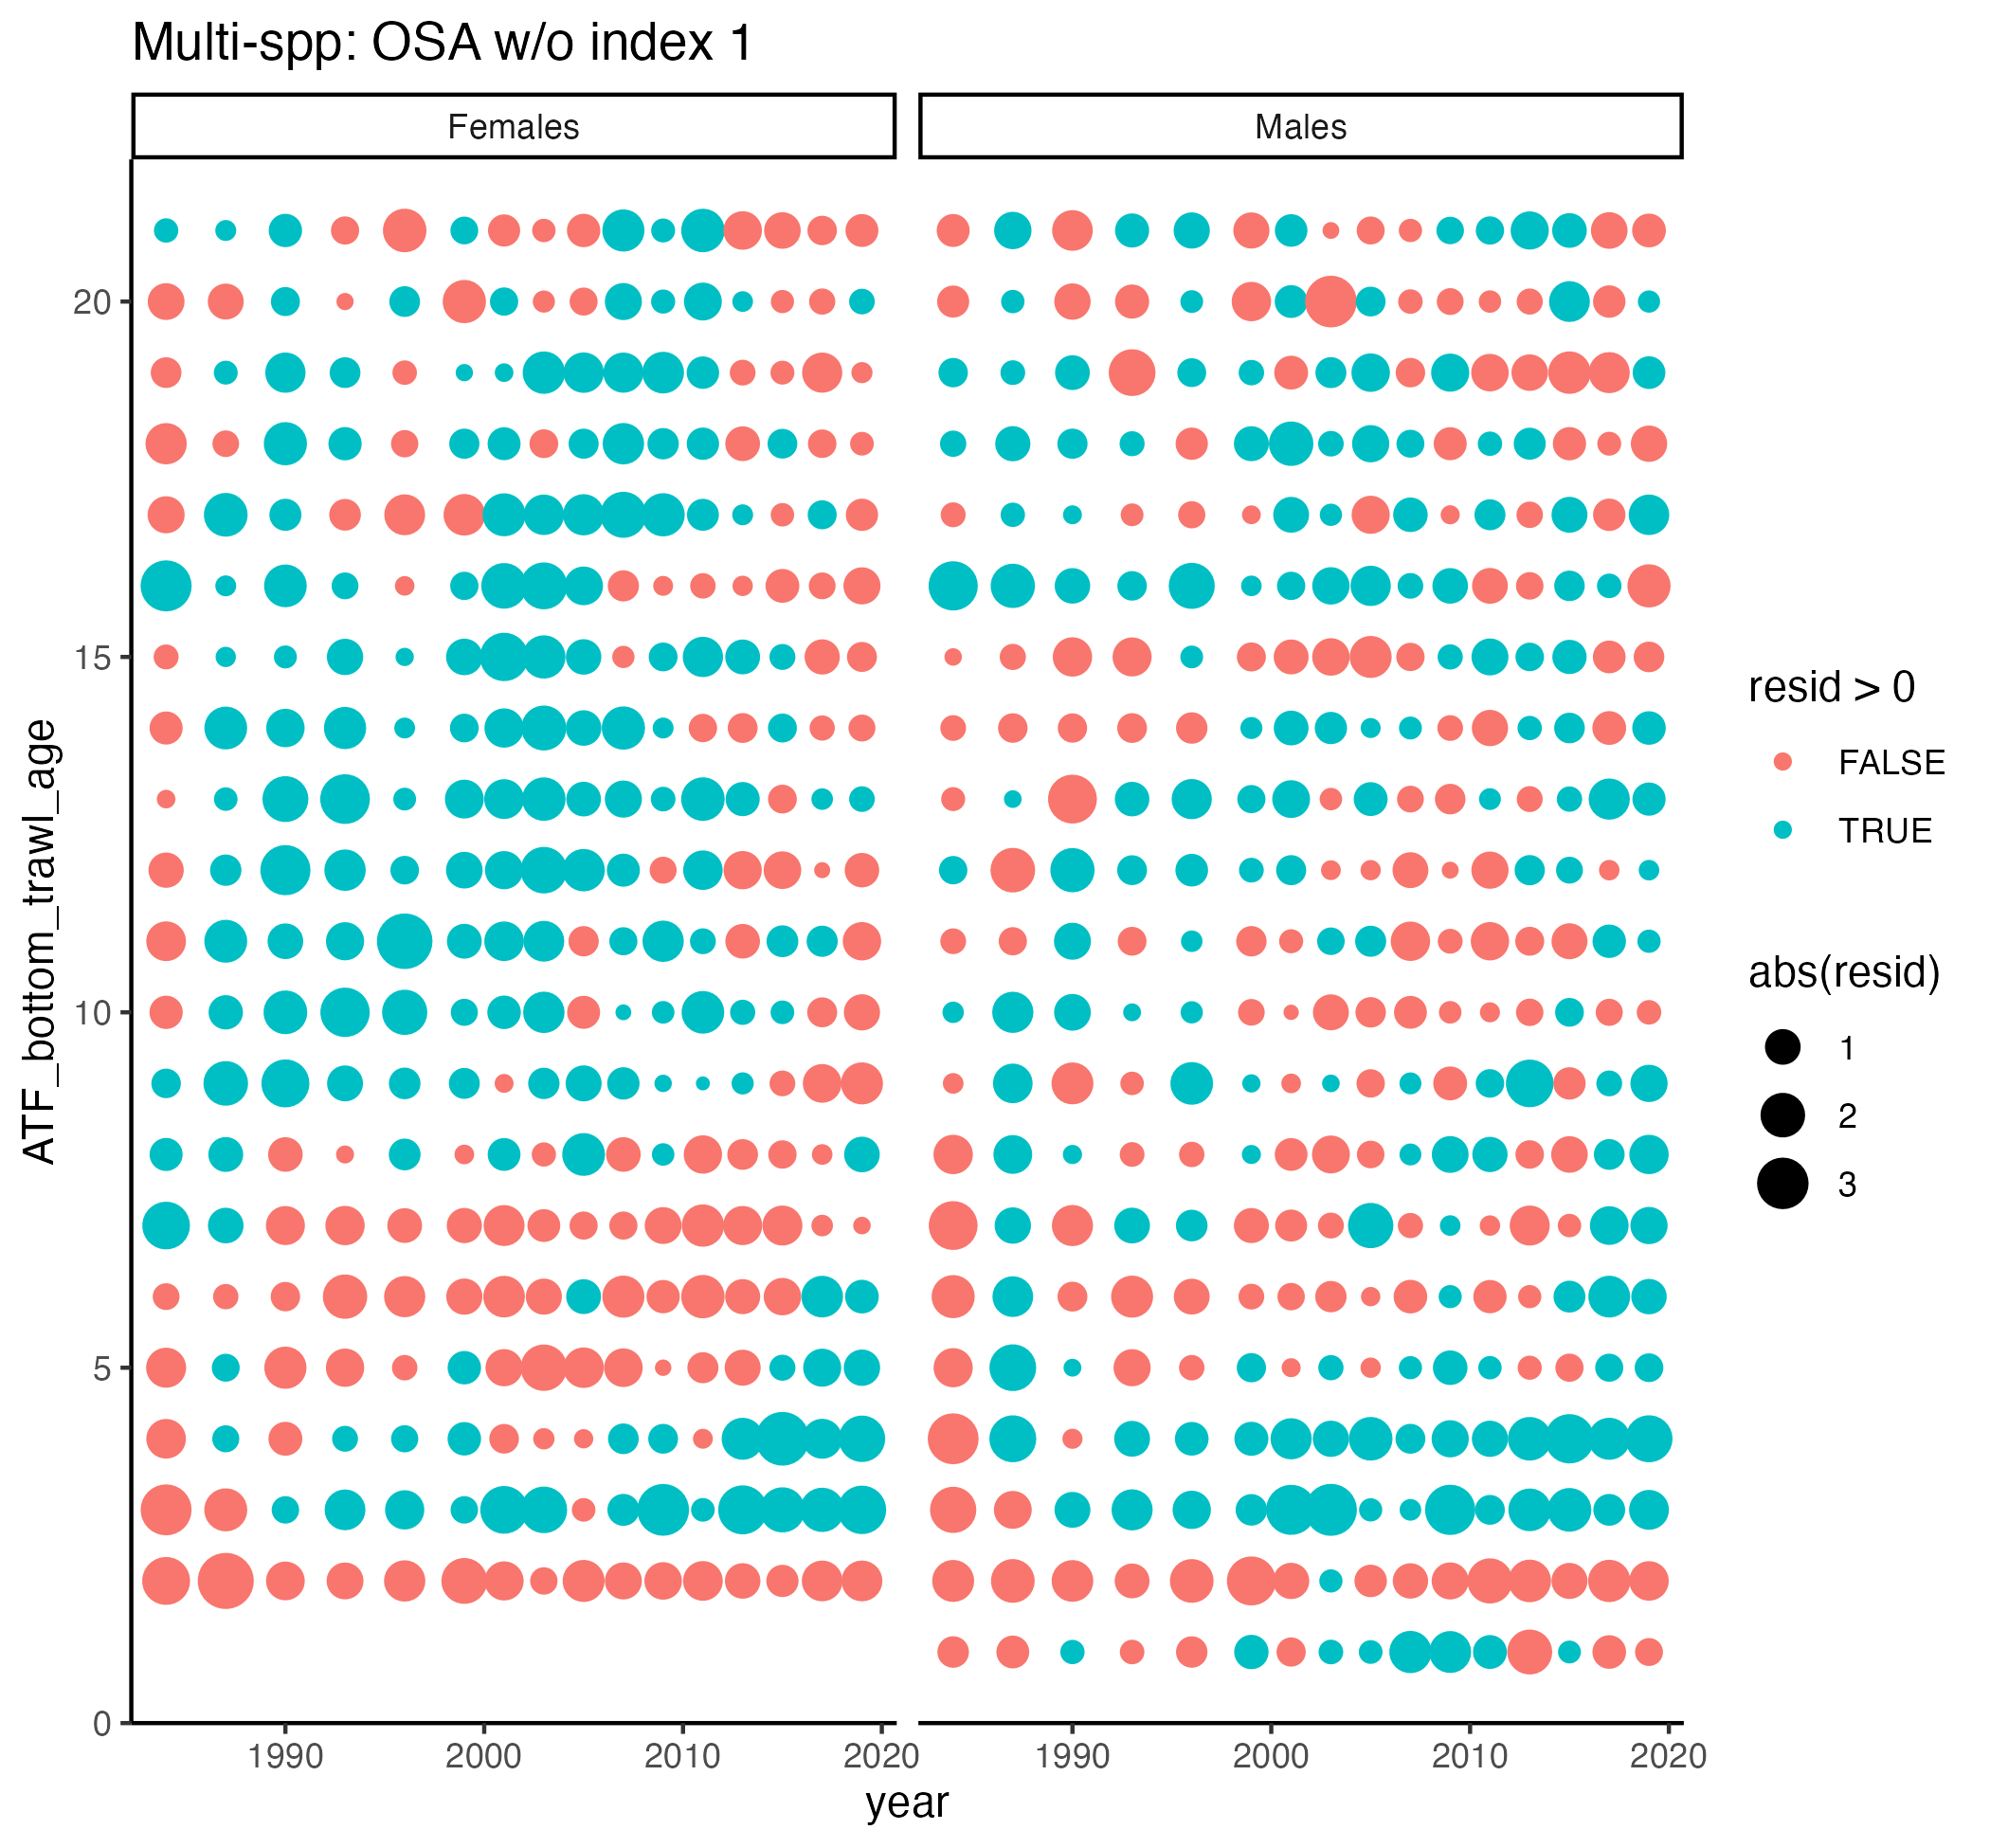 Multi-spp: OSA w/o index 1
Females
Males
ATF_bottom_trawl_age
20
15
10
5
0
1990
2000
2010
2020
1990
2000
2010
2020
year
resid > 0
FALSE
TRUE
abs(resid)
1
2
3